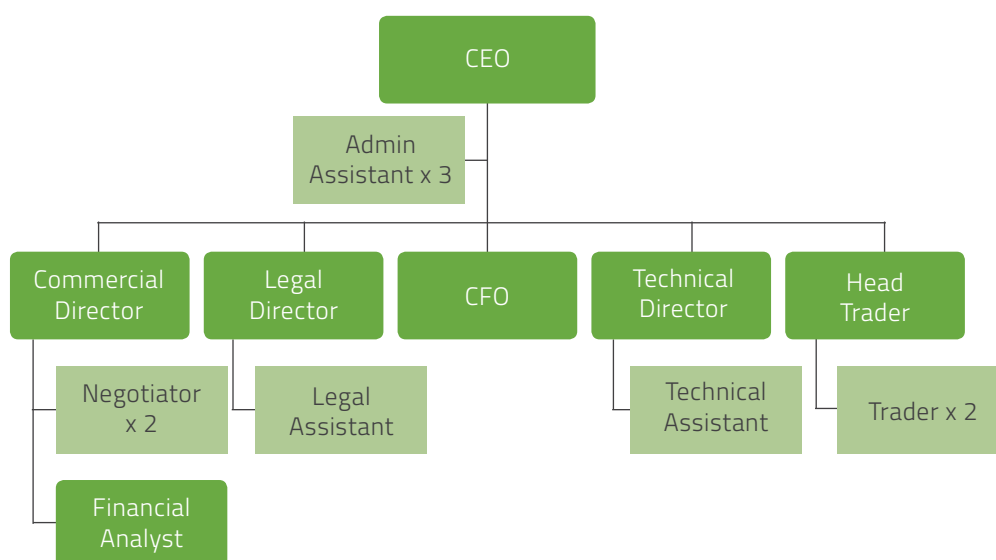 CEO
Admin
Assistant x 3
Commercial
Director
Legal
Director
CFO
Technical
Director
Head
Trader
Negotiator
x 2
Legal
Assistant
Technical
Assistant
Trader x 2
Financial
Analyst